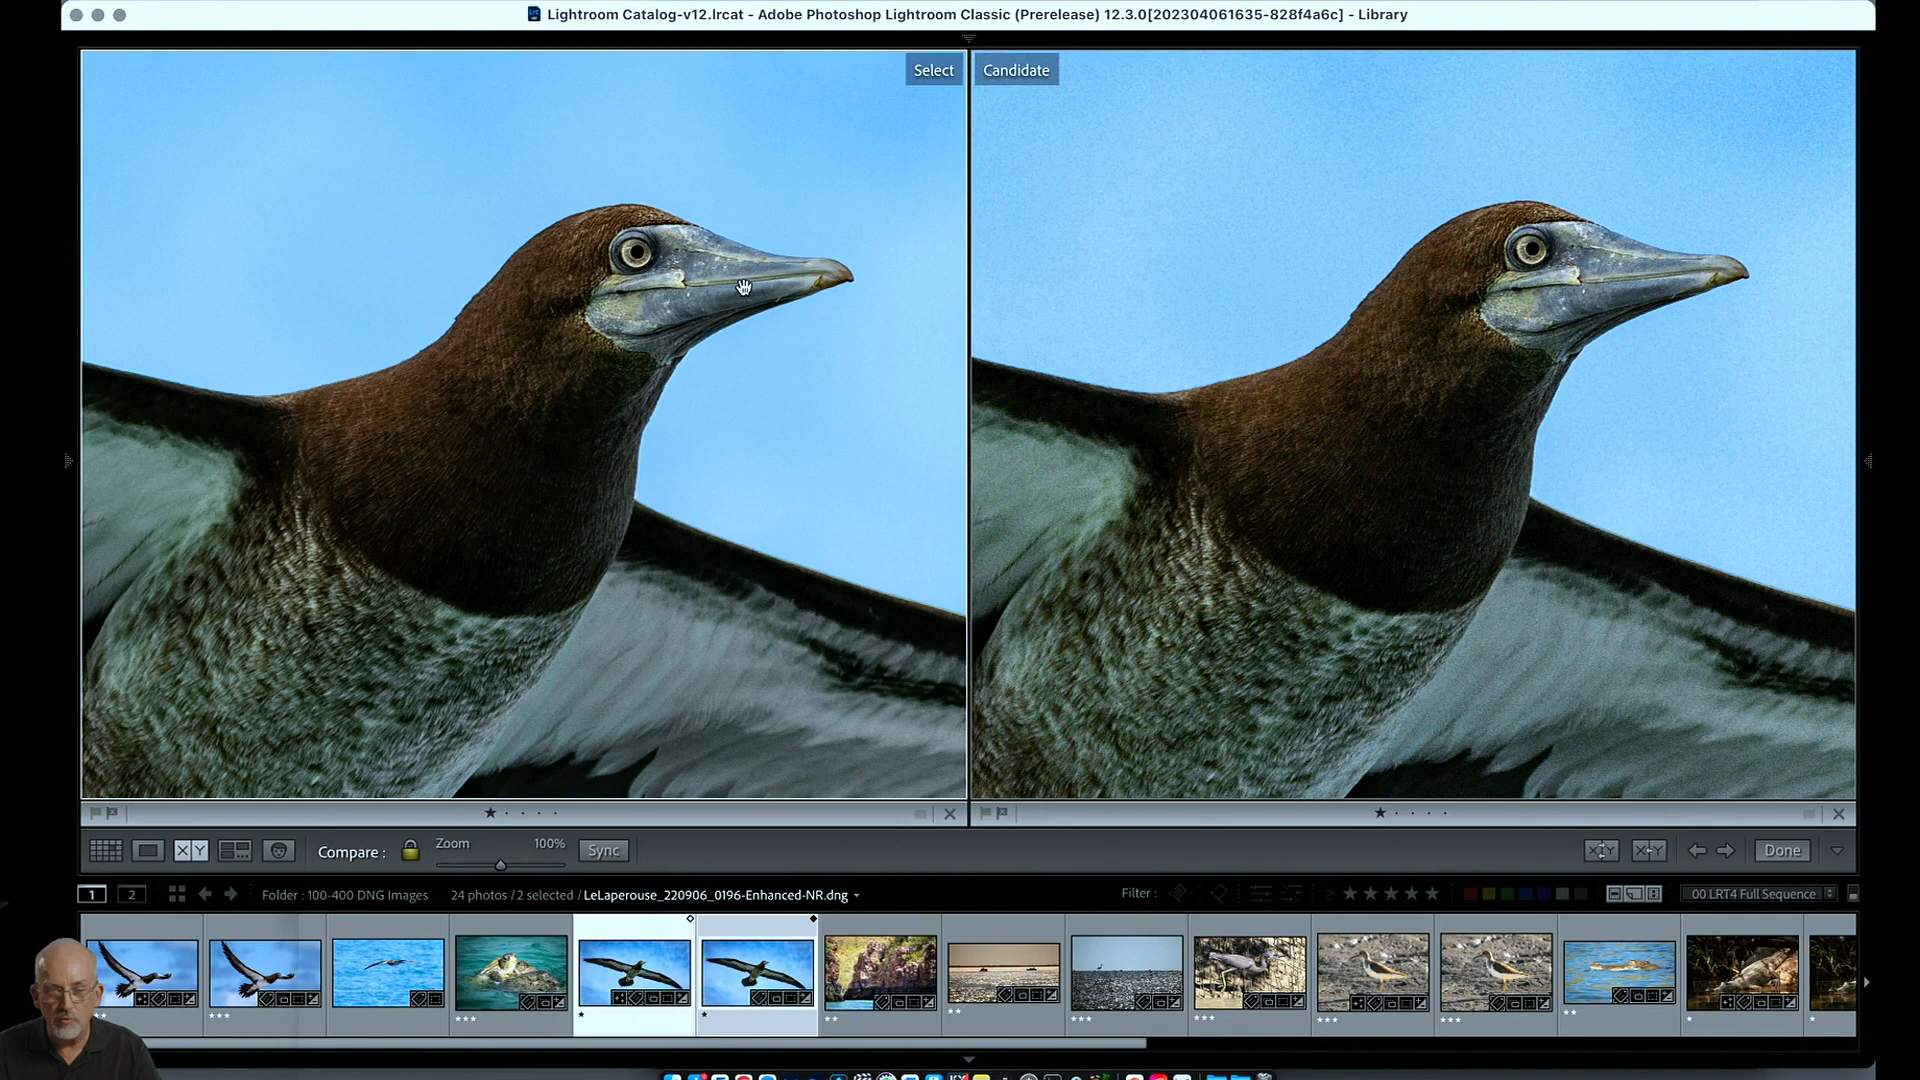 Lightroom Catalog-v12.lrcat - Adobe Photoshop Lightroom Classic (Prerelease) 12.3.0[202304061635-828f4a6c] - Library
Select
Candidate
XY
Compare :
Zoom
100%
Sync
Done
1
2
Folder : 100-400 DNG Images
24 photos / 2 selected / LeLaperouse_220906_0196-Enhanced-NR.dng
Filter :
00 LRT4 Full Sequence